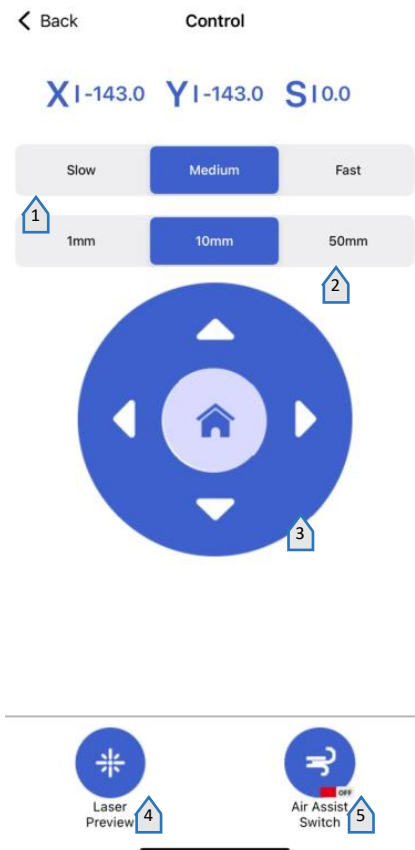 Back Control
X|-143.0 Y|-143.0 S|0.0
Slow Medium Fast
1
1mm 10mm 50mm
2
3
OFF
Laser Air Assist
Preview 4 Switch 5